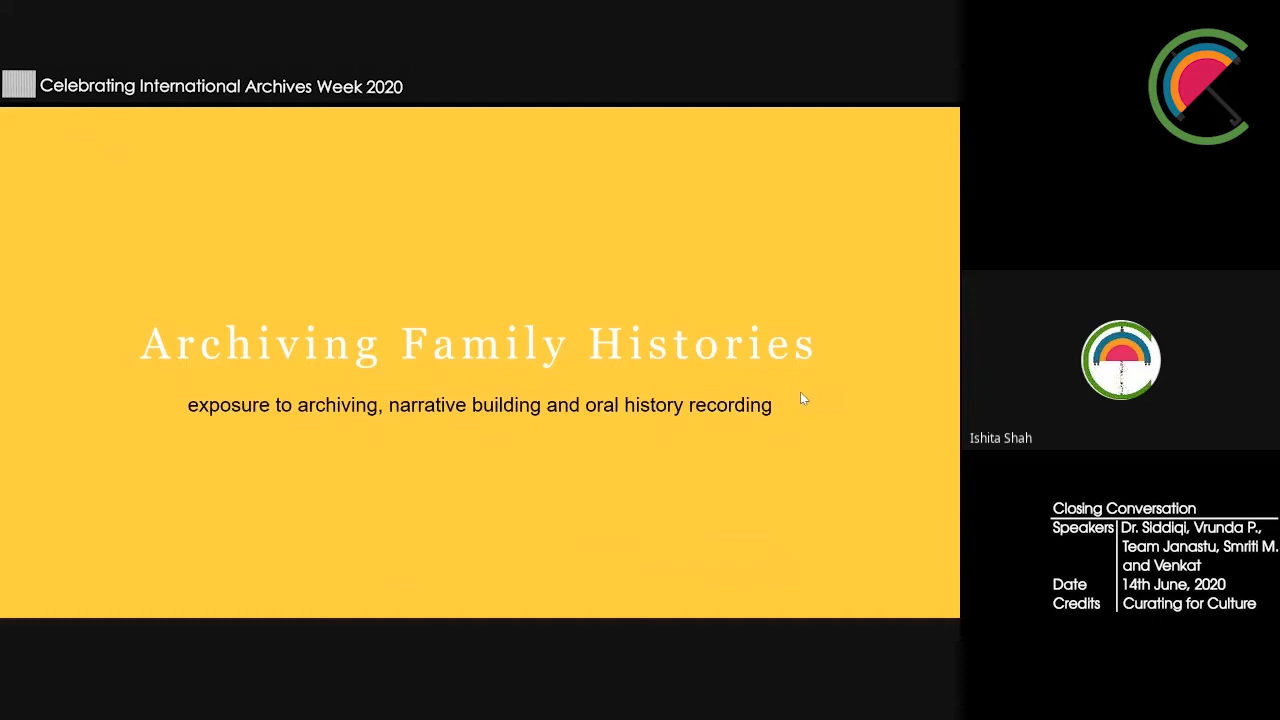 Celebrating International Archives Week 2020
Archiving Family Histories
exposure to archiving, narrative building and oral history recording
Ishita Shah
Closing Conversation
Speakers Dr. Siddiqi, Vrunda P.,
Team Janastu, Smriti M.
and Venkat
Date 14th June, 2020
Credits Curating for Culture